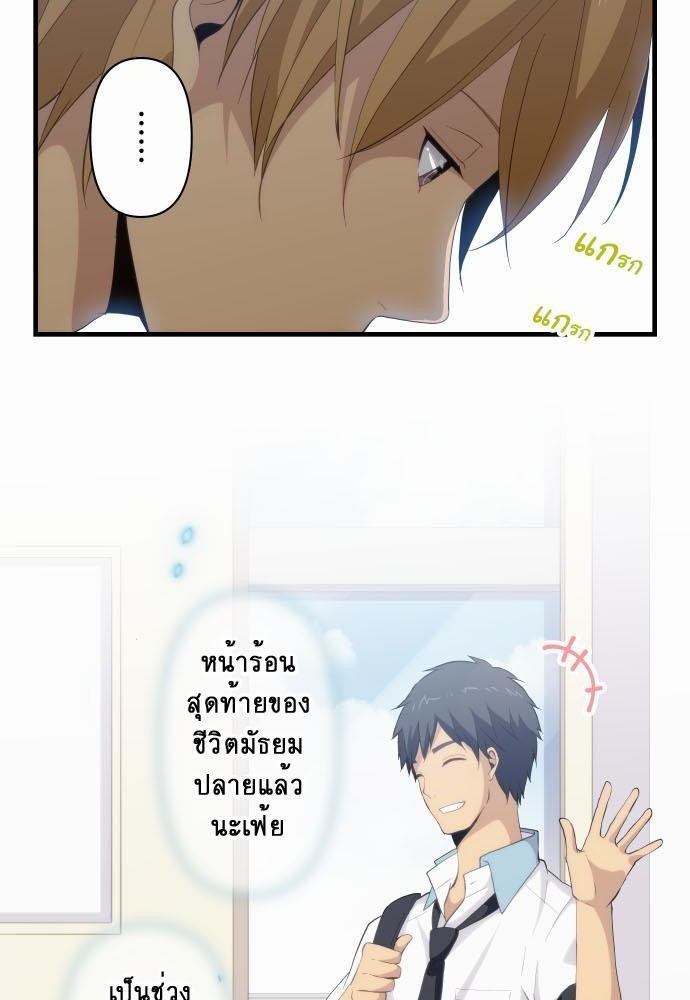 ......
แกรก
แกรก
หน้าร้อน
สุดท้ายของ
ชีวิตมัธยม
ปลายแล้ว
นะเฟ้ย
เป็นช่วง